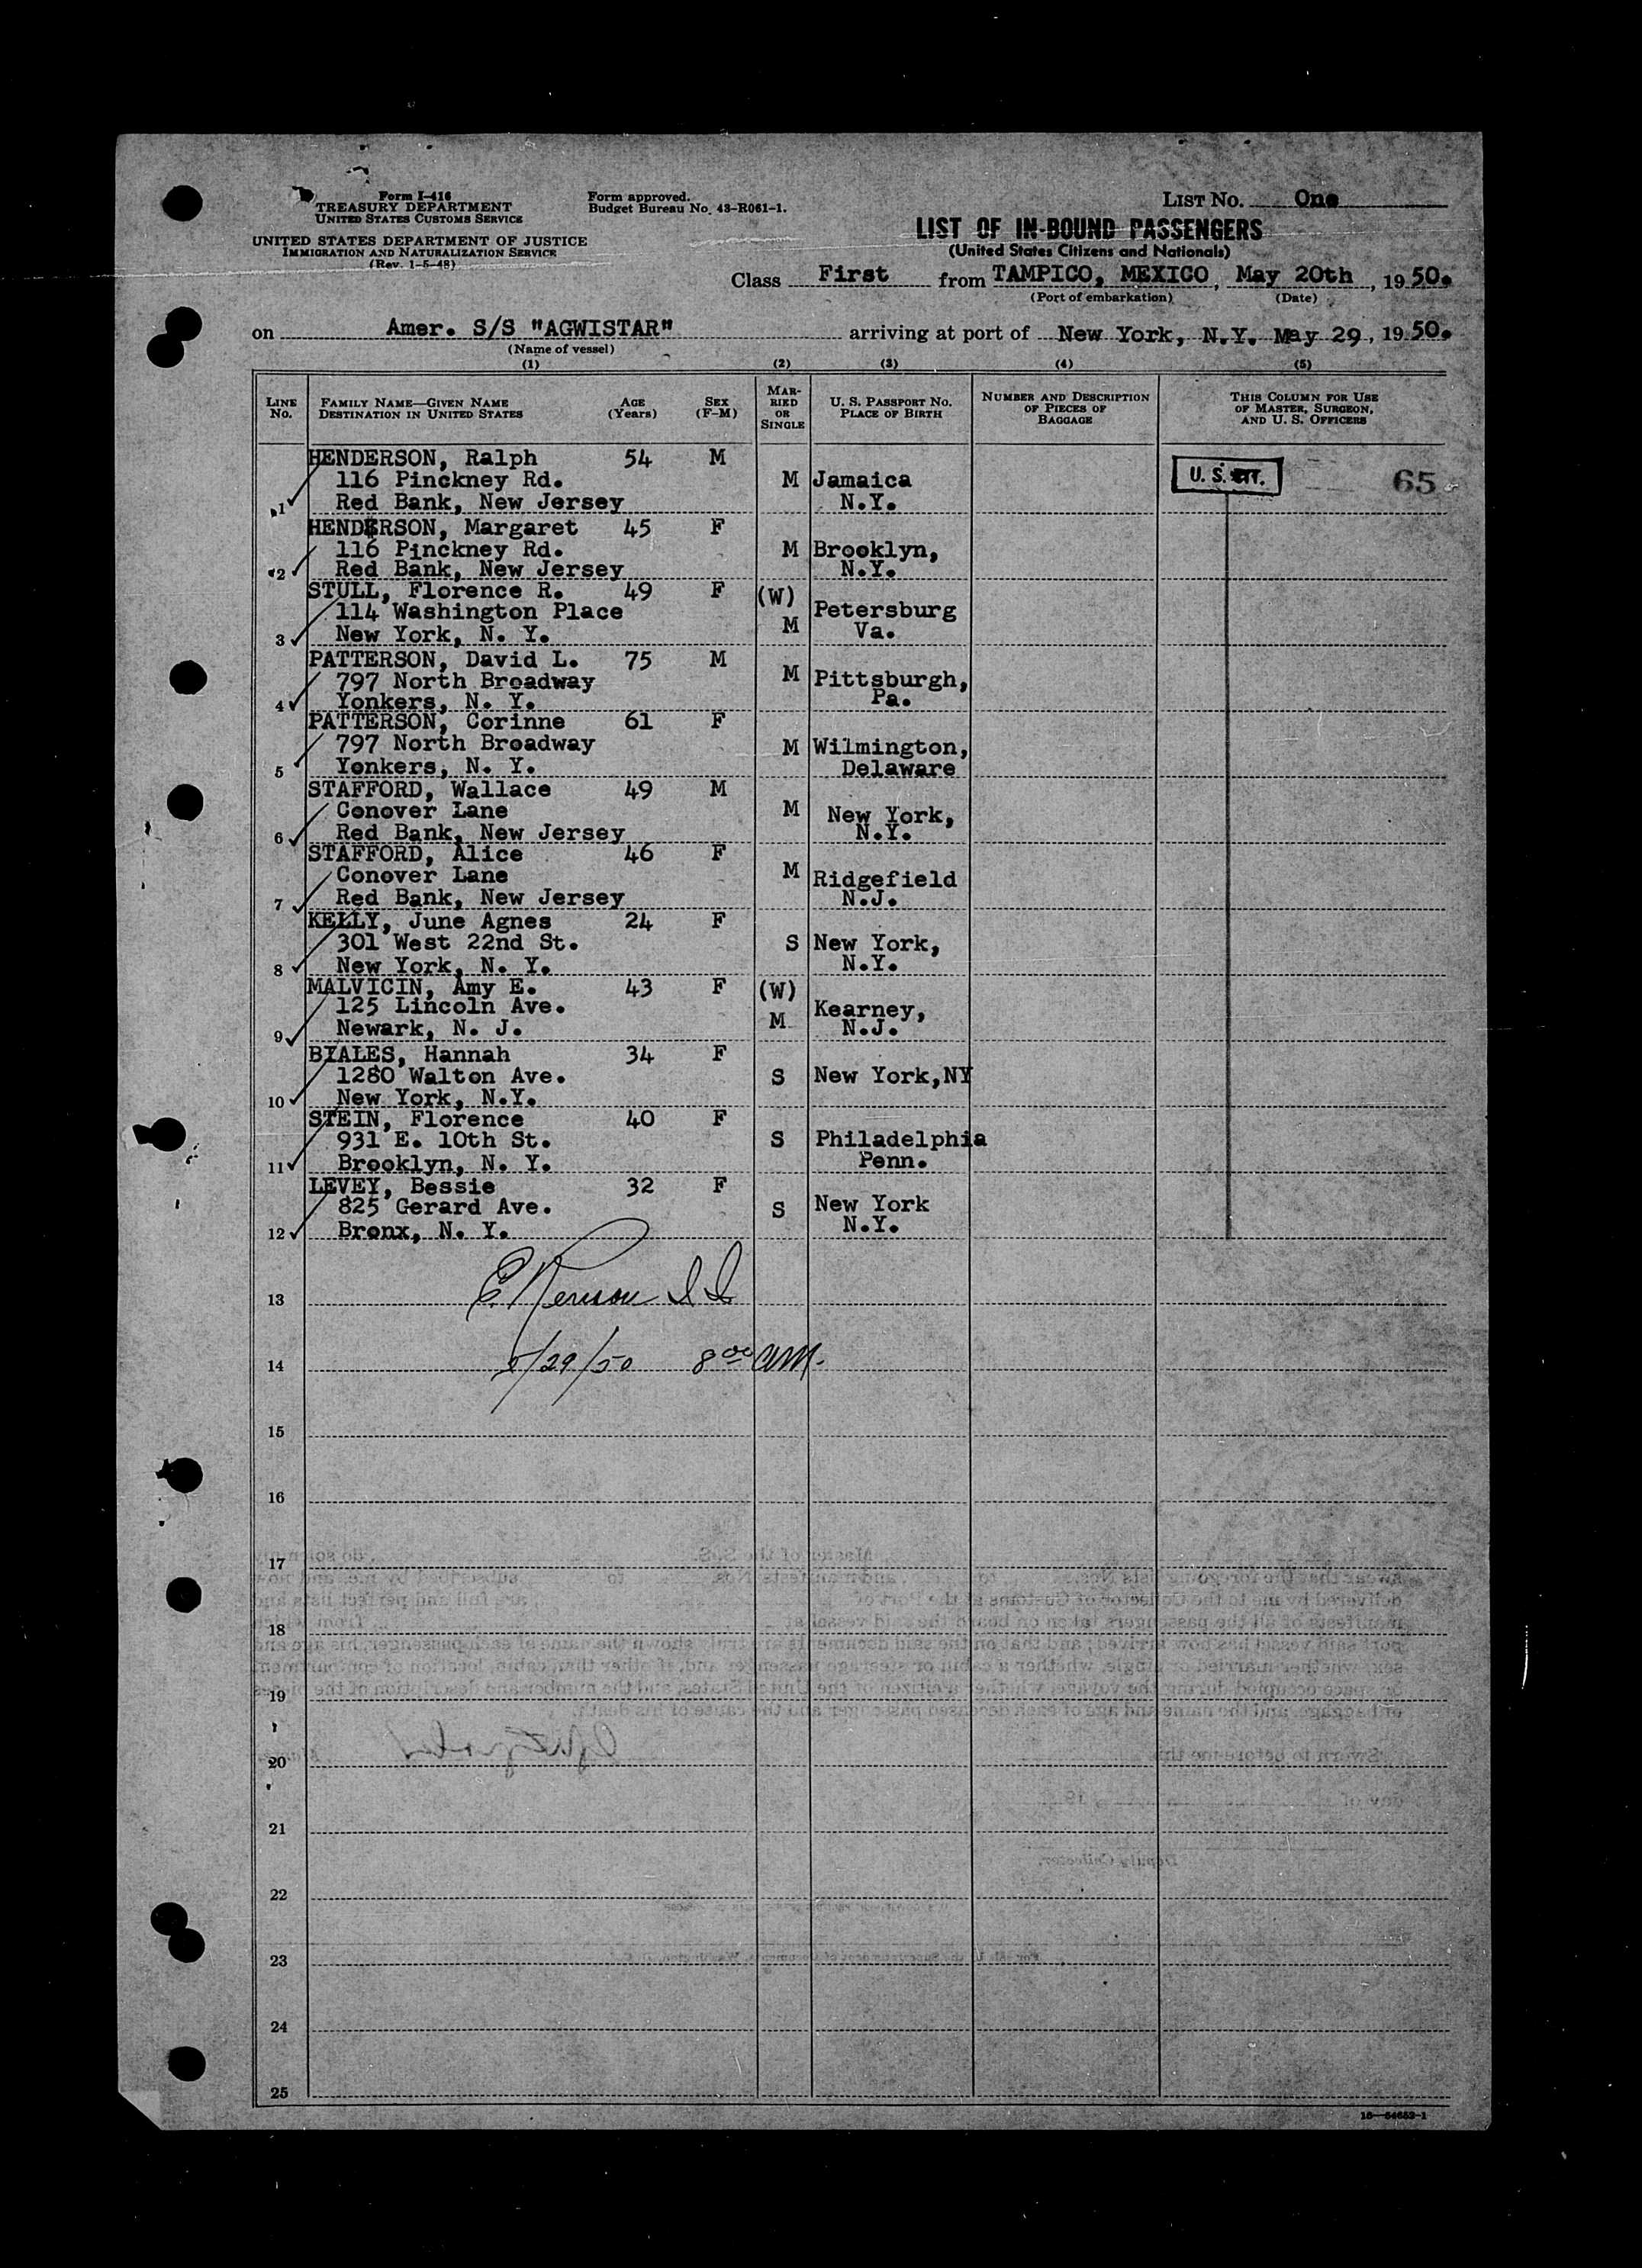 Form I-416
TREASURY DEPARTMENT
UNITED STATES CUSTOMS SERVICE
UNITED STATES DEPARTMENT OF JUSTICE
IMMIGRATION AND NATURALIZATION SERVICE
(Rev. 1-5-48)
Form approved.
Budget Bureau No. 43-R061-1.
LIST NO. One
LIST OF IN-BOUND PASSENGERS
(United States Citizens and Nationals)
Class First from TAMPICO, MEXICO, May 20th, 1950.
(Port of embarkation) (Date)
on Amer. S/S "AGWISTAR" arriving at port of New York, N.Y. May 29, 1950.
(Name of vessel)
(1) (2) (3) (4) (5)
LINE NO. FAMILY NAME—GIVEN NAME DESTINATION IN UNITED STATES AGE (Years) SEX (F-M) MARRIED OR SINGLE U. S. PASSPORT NO. PLACE OF BIRTH NUMBER AND DESCRIPTION OF PIECES OF BAGGAGE THIS COLUMN FOR USE OF MASTER, SURGEON, AND U. S. OFFICERS
HENDERSON, Ralph 54 M
116 Pinckney Rd. M Jamaica U. S. CIT. 65
1 Red Bank, New Jersey N.Y.
HENDERSON, Margaret 45 F
116 Pinckney Rd. M Brooklyn,
2 Red Bank, New Jersey N.Y.
STULL, Florence R. 49 F (W)
114 Washington Place Petersburg
3 New York, N. Y. M Va.
PATTERSON, David L. 75 M
797 North Broadway M Pittsburgh,
4 Yonkers, N. Y. Pa.
PATTERSON, Corinne 61 F
797 North Broadway M Wilmington,
5 Yonkers, N. Y. Delaware
STAFFORD, Wallace 49 M
Conover Lane M New York,
6 Red Bank, New Jersey N.Y.
STAFFORD, Alice 46 F
Conover Lane M Ridgefield
7 Red Bank, New Jersey N.J.
KELLY, June Agnes 24 F
301 West 22nd St. S New York,
8 New York, N. Y. N.Y.
MALVICIN, Amy E. 43 F (W)
125 Lincoln Ave. Kearney,
9 Newark, N. J. M N.J.
BIALES, Hannah 34 F
1280 Walton Ave. S New York,NY
10 New York, N.Y.
STEIN, Florence 40 F
931 E. 10th St. S Philadelphia
11 Brooklyn, N. Y. Penn.
LEVEY, Bessie 32 F
825 Gerard Ave. S New York
12 Bronx, N. Y. N.Y.
13
14 5/29/50 8 00 AM.
15
16
17
18
19
20
21
22
23
24
25
16—54652-1